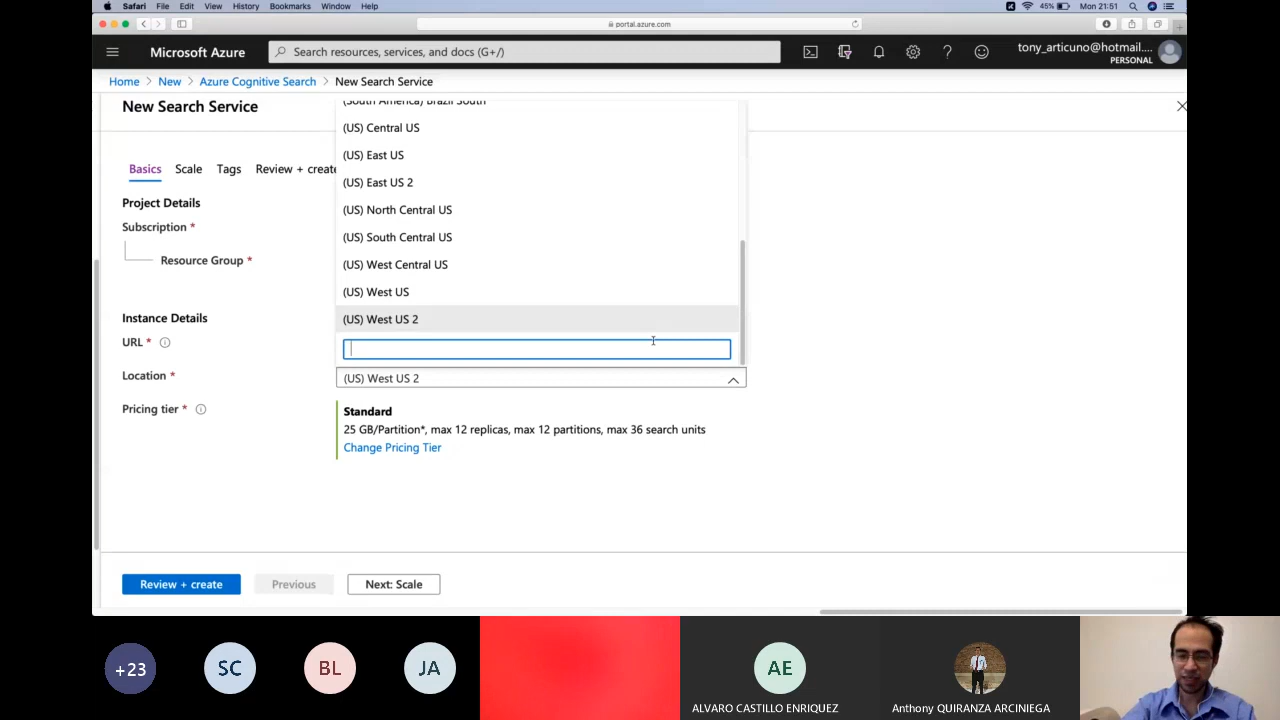 Safari File Edit View History Bookmarks Window Help
45% Mon 21:51
portal.azure.com
Microsoft Azure
Search resources, services, and docs (G+/)
tony_articuno@hotmail....
PERSONAL
Home > New > Azure Cognitive Search > New Search Service
New Search Service
(South America) Brazil South
(US) Central US
(US) East US
Basics Scale Tags Review + create
(US) East US 2
Project Details
(US) North Central US
Subscription *
(US) South Central US
Resource Group *
(US) West Central US
(US) West US
Instance Details
(US) West US 2
URL *
Location *
(US) West US 2
Pricing tier *
Standard
25 GB/Partition*, max 12 replicas, max 12 partitions, max 36 search units
Change Pricing Tier
Review + create
Previous
Next: Scale
+23
SC
BL
JA
AE
ALVARO CASTILLO ENRIQUEZ
Anthony QUIRANZA ARCINIEGA